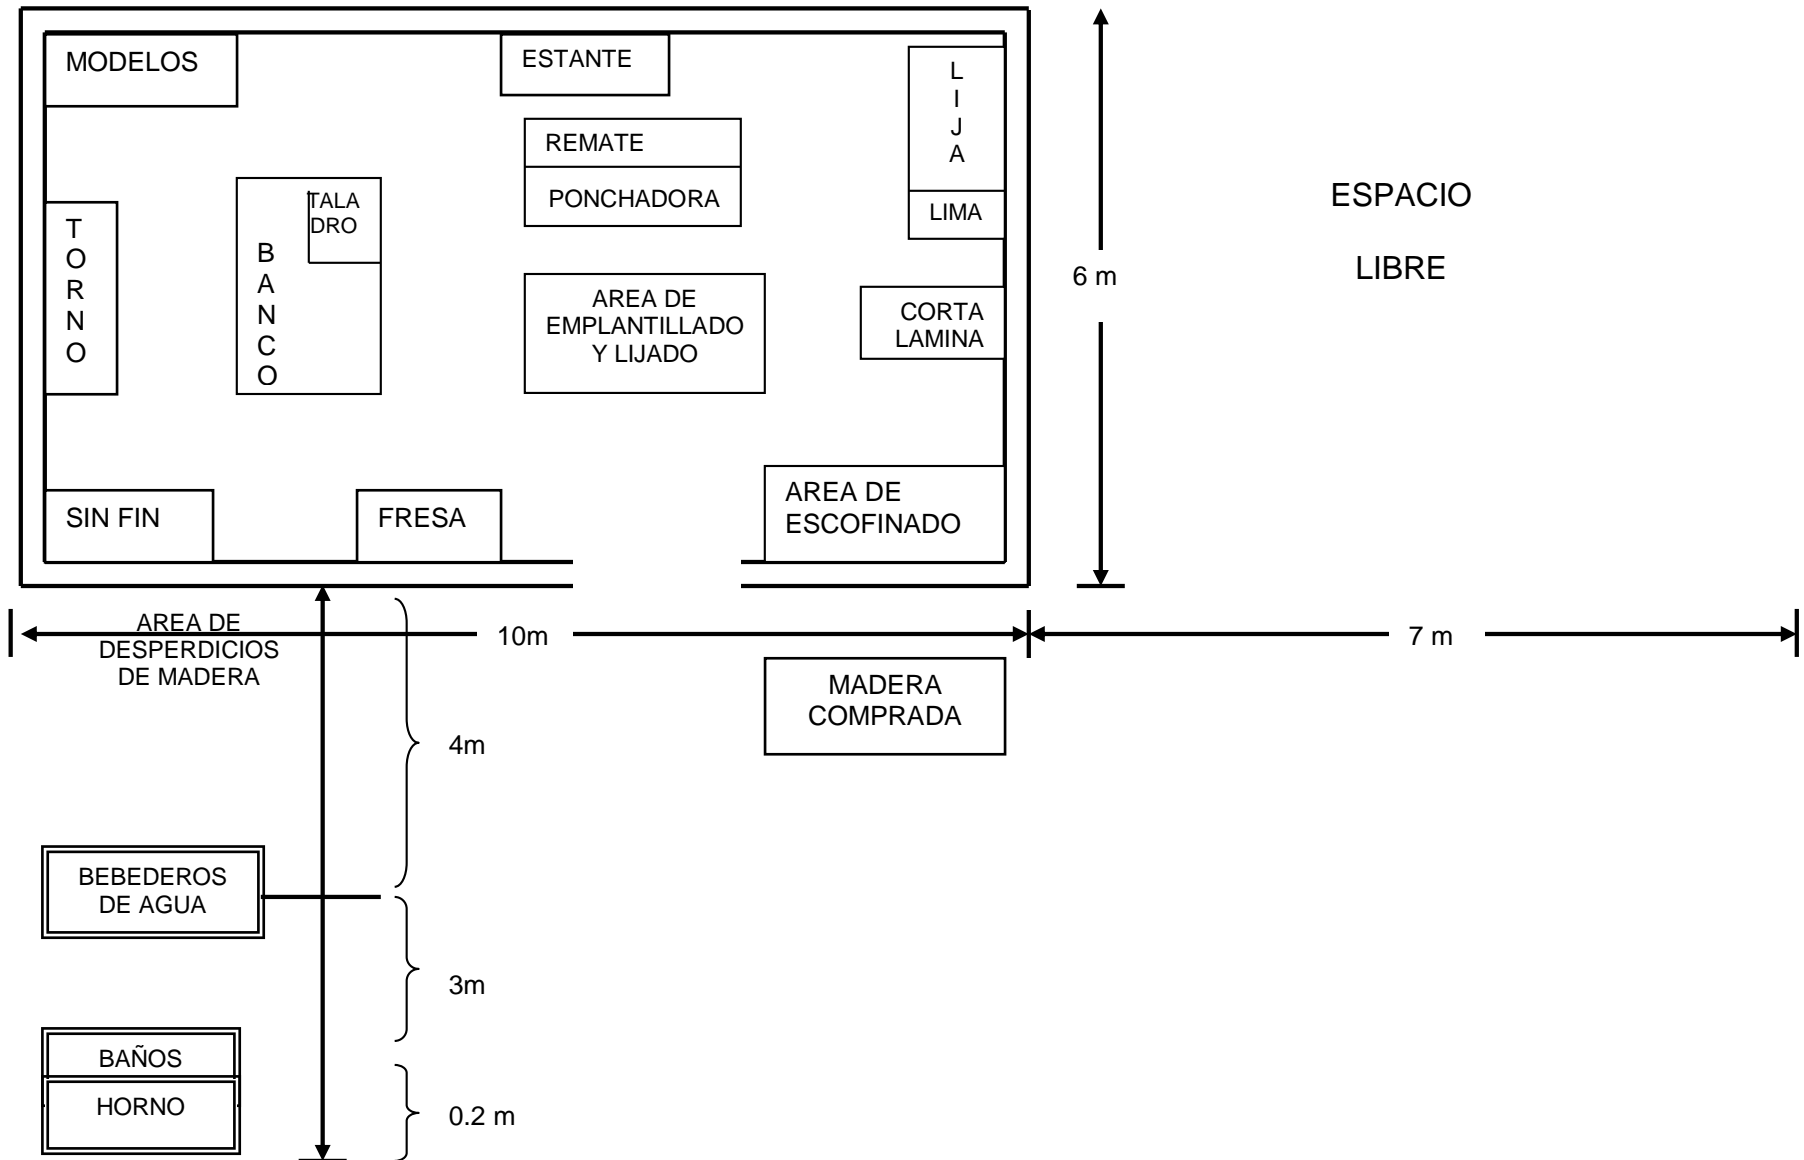 MODELOS
ESTANTE
L
I
J
A
REMATE
PONCHADORA
TALA
DRO
LIMA
T
O
R
N
O
B
A
N
C
O
AREA DE
EMPLANTILLADO
Y LIJADO
CORTA
LAMINA
SIN FIN
FRESA
AREA DE
ESCOFINADO
6 m
ESPACIO
LIBRE
AREA DE
DESPERDICIOS
DE MADERA
10m
7 m
MADERA
COMPRADA
4m
BEBEDEROS
DE AGUA
3m
BAÑOS
HORNO
0.2 m